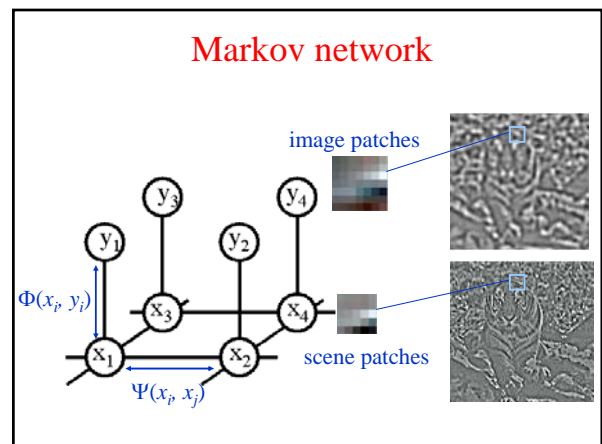 Markov network
image patches
y3
y4
y1
y2
Φ(xi, yi)
x3
x4
x1
x2
scene patches
Ψ(xi, xj)